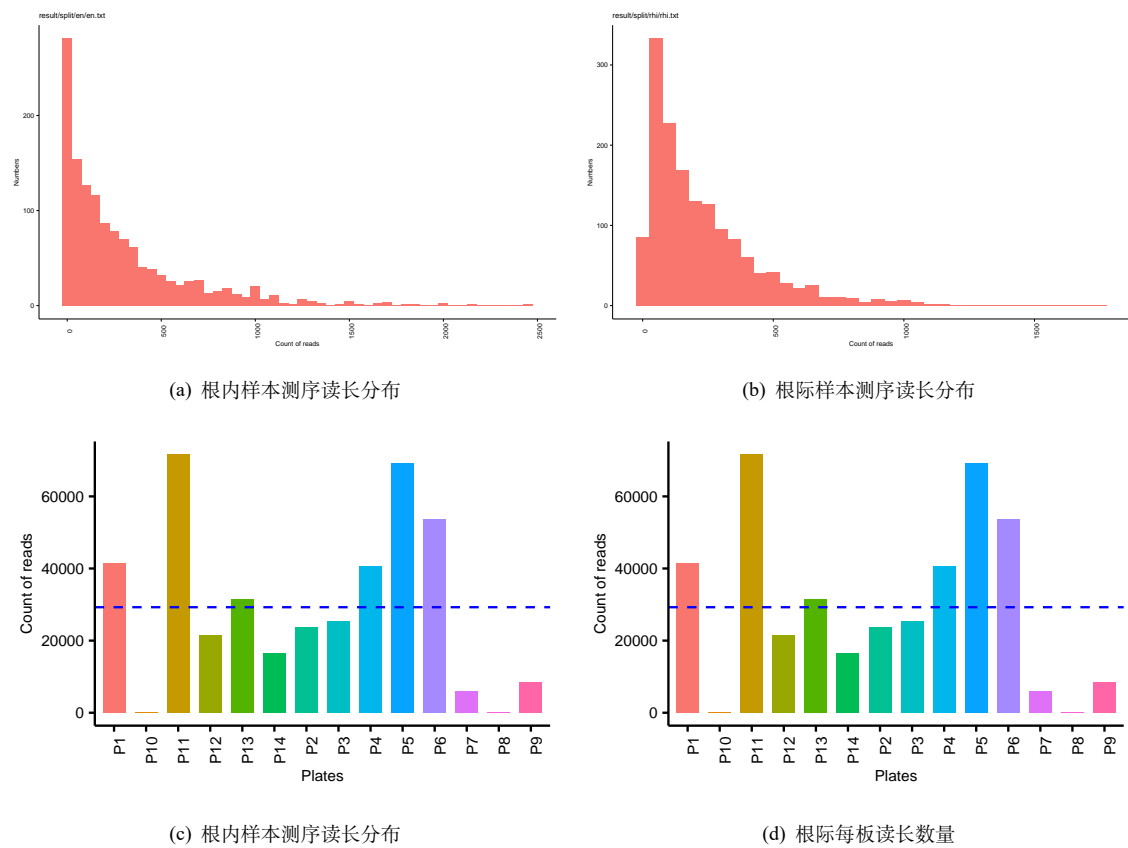 result/split/en/en.txt
200
100
0
Numbers
0
500
1000
1500
2000
2500
Count of reads
(a) 根内样本测序读长分布
result/split/rhi/rhi.txt
300
200
100
0
Numbers
0
500
1000
1500
Count of reads
(b) 根际样本测序读长分布
60000
40000
20000
0
Count of reads
P1
P10
P11
P12
P13
P14
P2
P3
P4
P5
P6
P7
P8
P9
Plates
(c) 根内样本测序读长分布
60000
40000
20000
0
Count of reads
P1
P10
P11
P12
P13
P14
P2
P3
P4
P5
P6
P7
P8
P9
Plates
(d) 根际每板读长数量